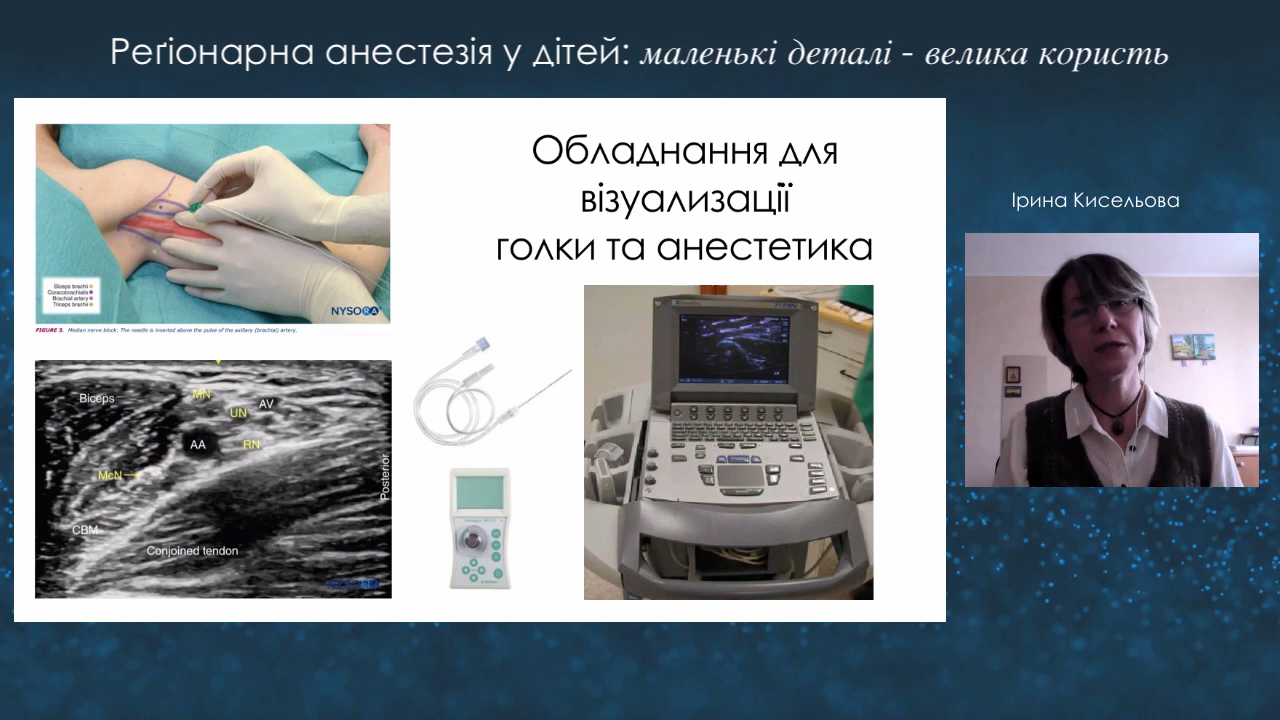 Реґіонарна анестезія у дітей: маленькі деталі - велика користь
Biceps brachii
Coracobrachialis
Brachial artery
Triceps brachii
NYSORA
FIGURE 3. Median nerve block: The needle is inserted above the pulse of the axillary (brachial) artery.
Обладнання для
візуализації
голки та анестетика
Ірина Кисельова
Biceps
MN
AV
UN
AA
RN
McN
Posterior
CBM
Conjoined tendon
NYSORA